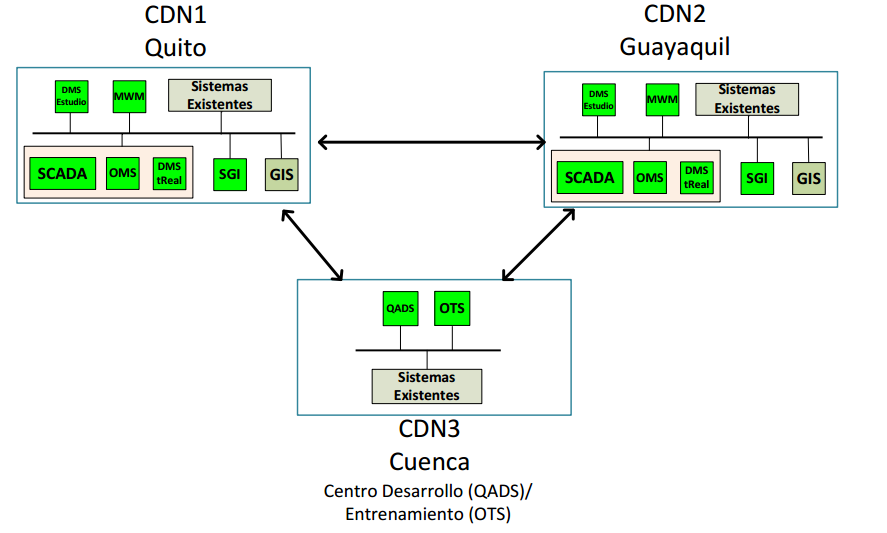 CDN1
Quito
DMS
Estudio
MWM
Sistemas
Existentes
SCADA
OMS
DMS
tReal
SGI
GIS
CDN2
Guayaquil
DMS
Estudio
MWM
Sistemas
Existentes
SCADA
OMS
DMS
tReal
SGI
GIS
QADS
OTS
Sistemas
Existentes
CDN3
Cuenca
Centro Desarrollo (QADS)/
Entrenamiento (OTS)